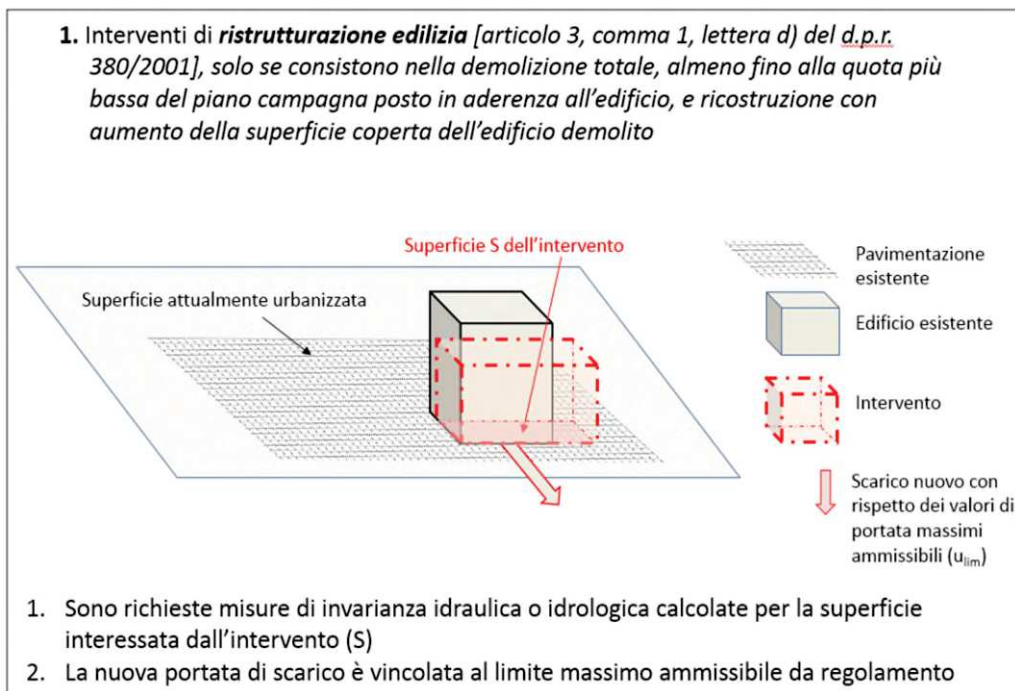 1. Interventi di ristrutturazione edilizia [articolo 3, comma 1, lettera d) del d.p.r.
380/2001], solo se consistono nella demolizione totale, almeno fino alla quota più
bassa del piano campagna posto in aderenza all'edificio, e ricostruzione con
aumento della superficie coperta dell'edificio demolito
Superficie S dell'intervento
Superficie attualmente urbanizzata
Pavimentazione
esistente
Edificio esistente
Intervento
Scarico nuovo con
rispetto dei valori di
portata massimi
ammissibili (ulim)
1. Sono richieste misure di invarianza idraulica o idrologica calcolate per la superficie
interessata dall'intervento (S)
2. La nuova portata di scarico è vincolata al limite massimo ammissibile da regolamento